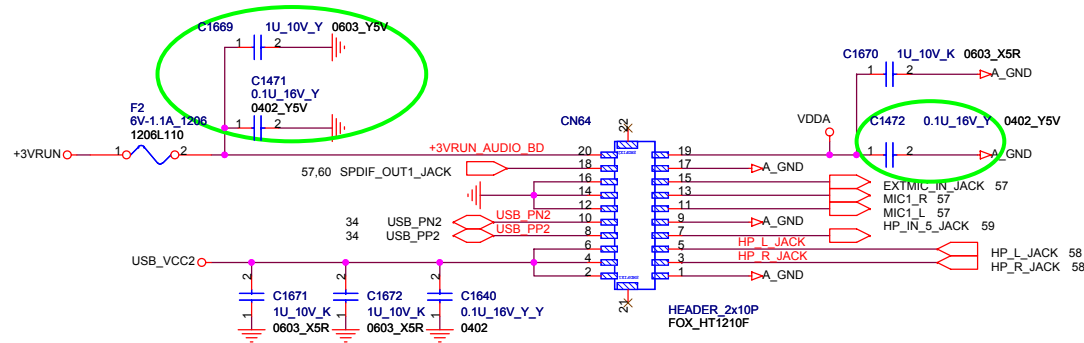 C1669 1U_10V_Y 0603_Y5V
1 2
C1471
0.1U_16V_Y
0402_Y5V
1 2
F2
6V-1.1A_1206
1206L110
+3VRUN 1 2
+3VRUN_AUDIO_BD
57,60 SPDIF_OUT1_JACK
34 USB_PN2 USB_PN2
34 USB_PP2 USB_PP2
USB_VCC2
2 2 2
1 1 1
C1671
1U_10V_K
0603_X5R
C1672
1U_10V_K
0603_X5R
C1640
0.1U_16V_Y_Y
0402
CN64
22
20 19
18 17
16 15
14 13
12 11
10 9
8 7
6 5
4 3
2 1
21
HEADER_2x10P
FOX_HT1210F
C1670 1U_10V_K 0603_X5R
1 2 A_GND
VDDA
C1472 0.1U_16V_Y 0402_Y5V
1 2 A_GND
A_GND
EXTMIC_IN_JACK 57
MIC1_R 57
MIC1_L 57
A_GND
HP_IN_5_JACK 59
HP_L_JACK HP_L_JACK 58
HP_R_JACK HP_R_JACK 58
A_GND